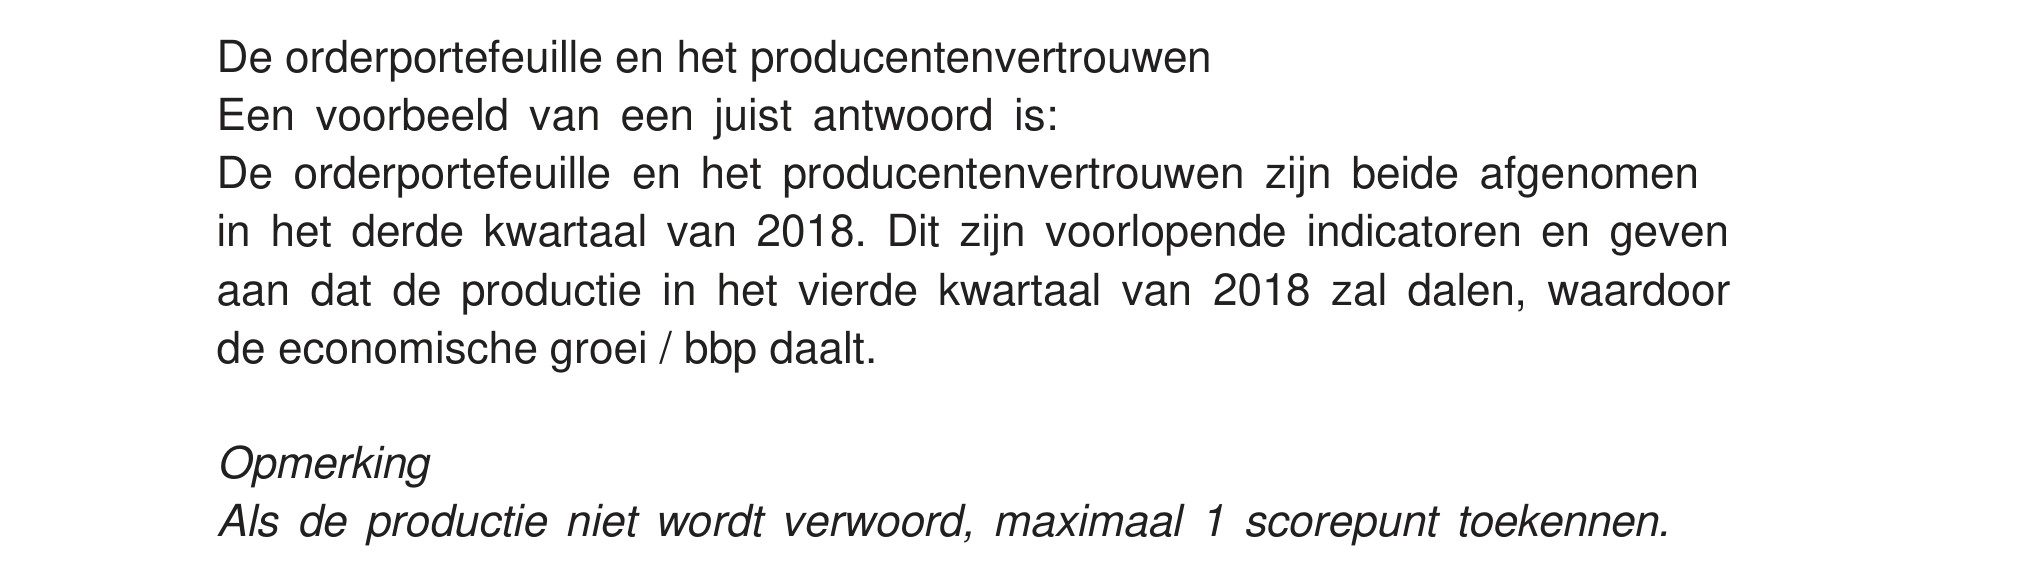 De orderportefeuille en het producentenvertrouwen
Een voorbeeld van een juist antwoord is:
De orderportefeuille en het producentenvertrouwen zijn beide afgenomen
in het derde kwartaal van 2018. Dit zijn voorlopende indicatoren en geven
aan dat de productie in het vierde kwartaal van 2018 zal dalen, waardoor
de economische groei / bbp daalt.
Opmerking
Als de productie niet wordt verwoord, maximaal 1 scorepunt toekennen.